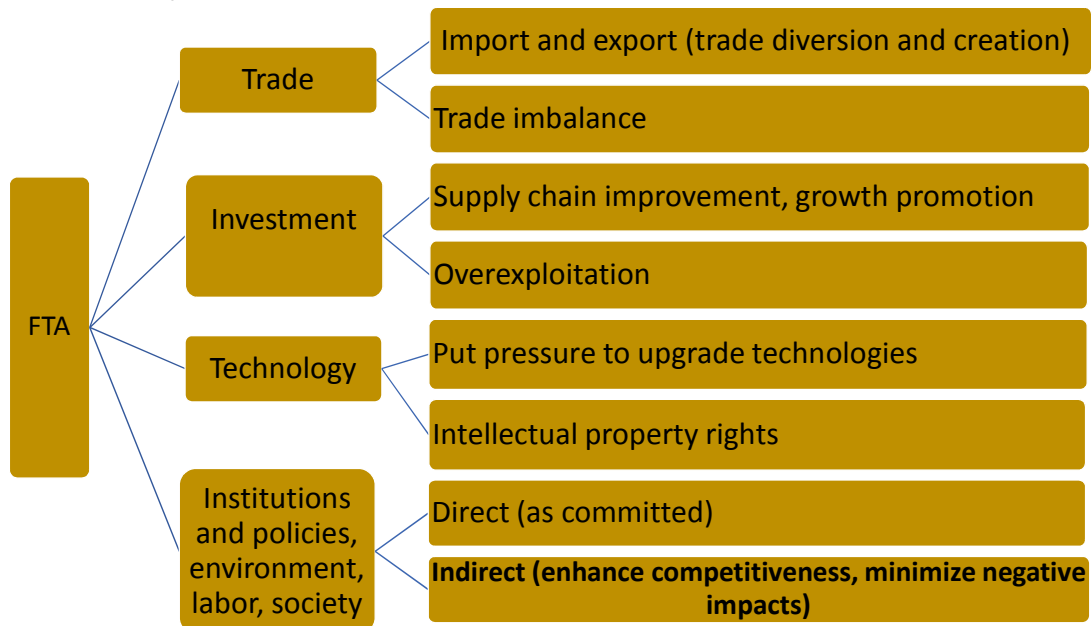 FTA
Trade
Import and export (trade diversion and creation)
Trade imbalance
Investment
Supply chain improvement, growth promotion
Overexploitation
Technology
Put pressure to upgrade technologies
Intellectual property rights
Institutions
and policies,
environment,
labor, society
Direct (as committed)
Indirect (enhance competitiveness, minimize negative
impacts)